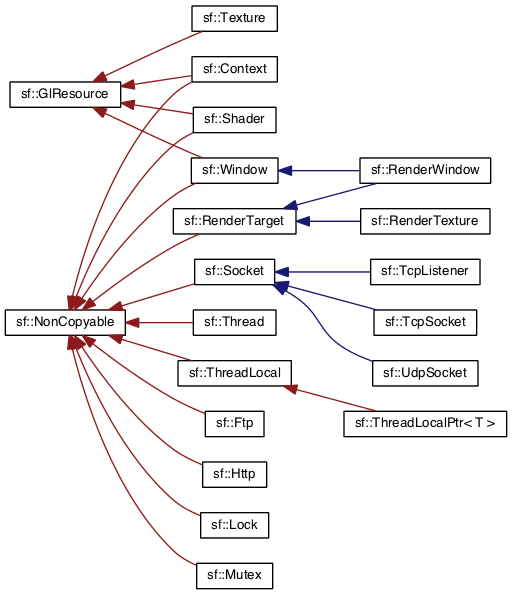 sf::Texture
sf::Context
sf::GlResource
sf::Shader
sf::Window
sf::RenderWindow
sf::RenderTarget
sf::RenderTexture
sf::Socket
sf::TcpListener
sf::NonCopyable
sf::Thread
sf::TcpSocket
sf::ThreadLocal
sf::UdpSocket
sf::Ftp
sf::ThreadLocalPtr< T >
sf::Http
sf::Lock
sf::Mutex